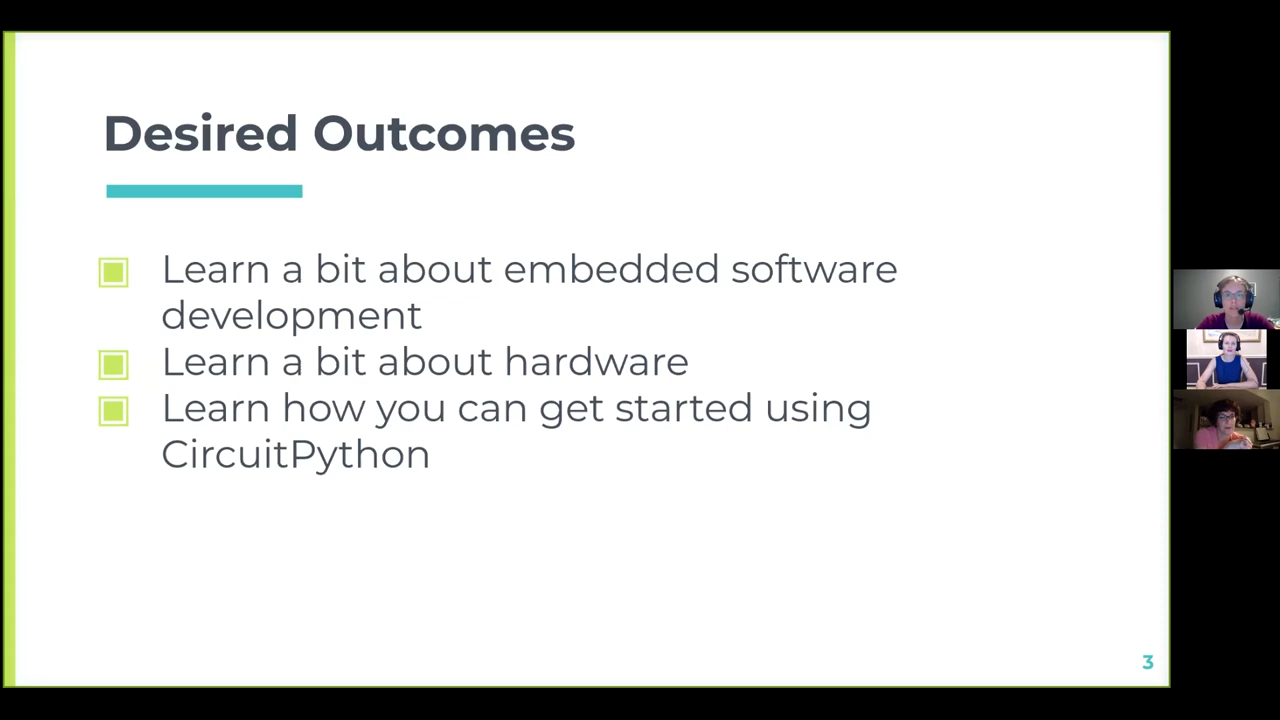 Desired Outcomes
Learn a bit about embedded software
development
Learn a bit about hardware
Learn how you can get started using
CircuitPython
3